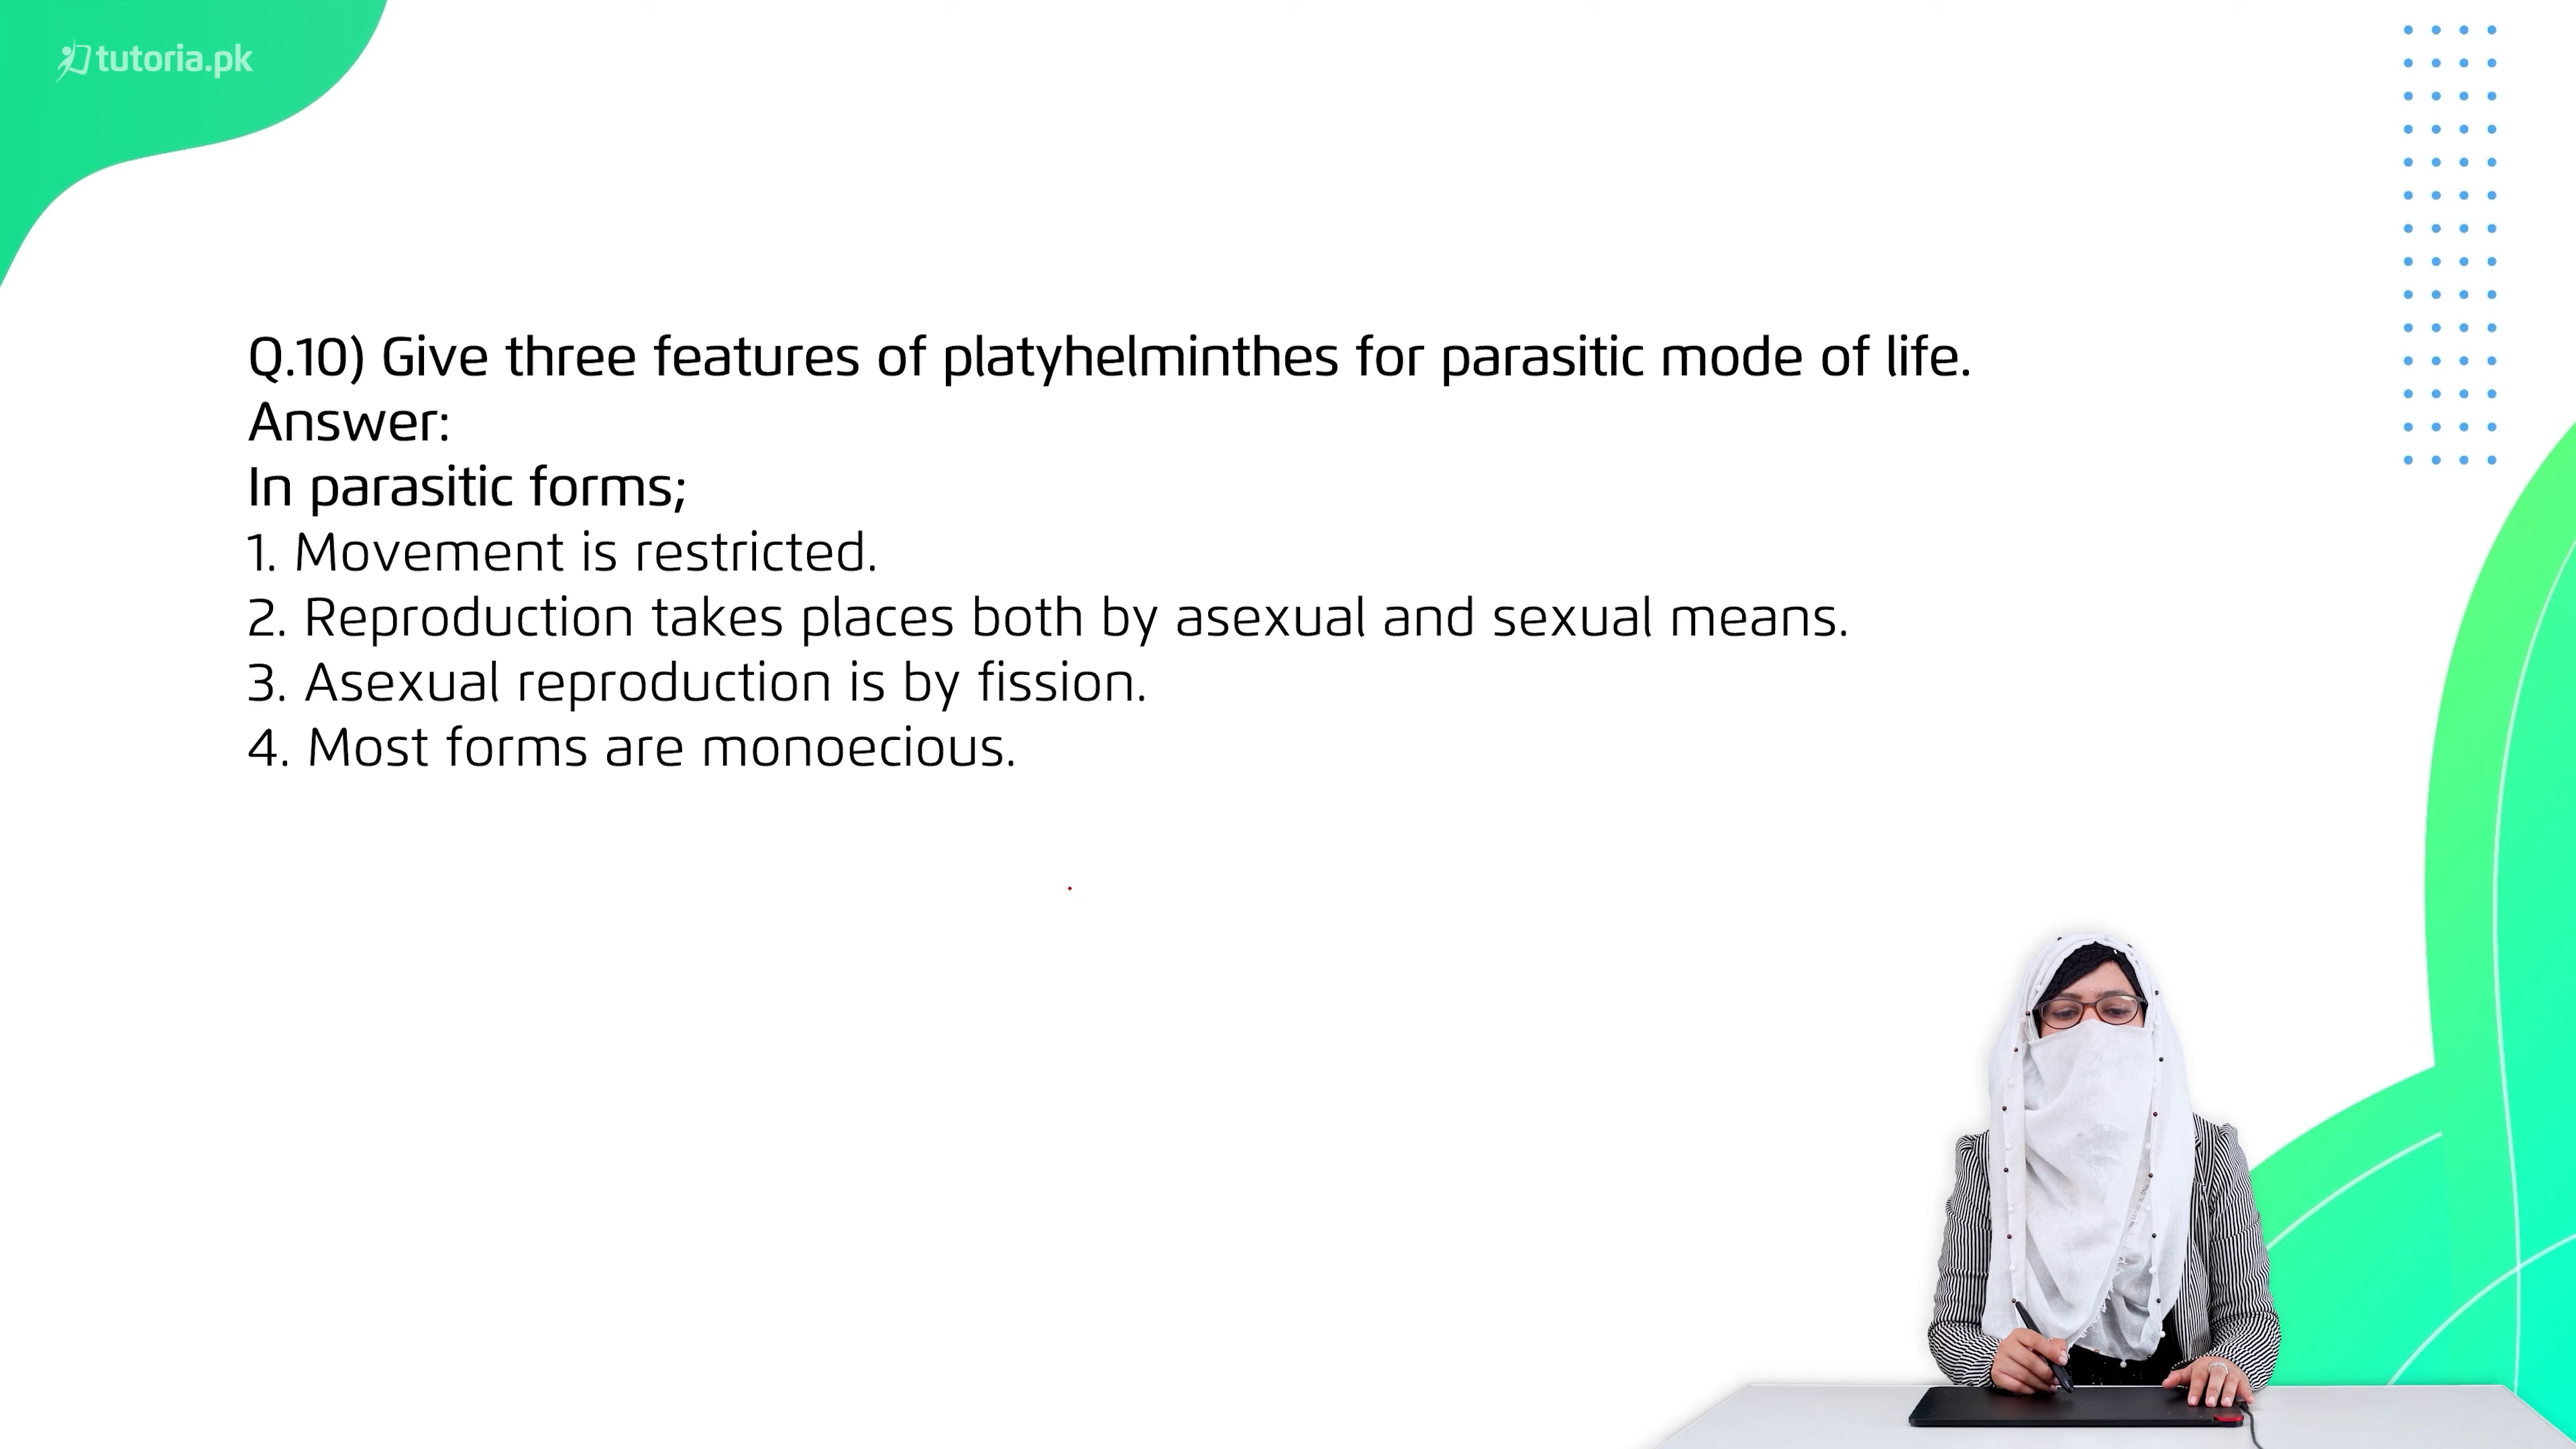 tutoria.pk
Q.10) Give three features of platyhelminthes for parasitic mode of life.
Answer:
In parasitic forms;
1. Movement is restricted.
2. Reproduction takes places both by asexual and sexual means.
3. Asexual reproduction is by fission.
4. Most forms are monoecious.